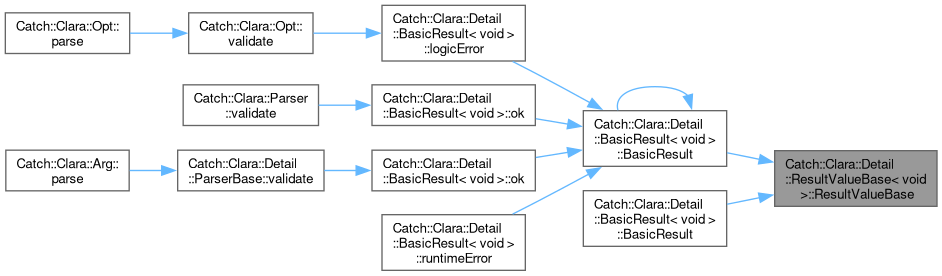 Catch::Clara::Opt::
parse
Catch::Clara::Opt::
validate
Catch::Clara::Detail
::BasicResult< void >
::logicError
Catch::Clara::Parser
::validate
Catch::Clara::Detail
::BasicResult< void >::ok
Catch::Clara::Arg::
parse
Catch::Clara::Detail
::ParserBase::validate
Catch::Clara::Detail
::BasicResult< void >::ok
Catch::Clara::Detail
::BasicResult< void >
::runtimeError
Catch::Clara::Detail
::BasicResult< void >
::BasicResult
Catch::Clara::Detail
::BasicResult< void >
::BasicResult
Catch::Clara::Detail
::ResultValueBase< void
>::ResultValueBase